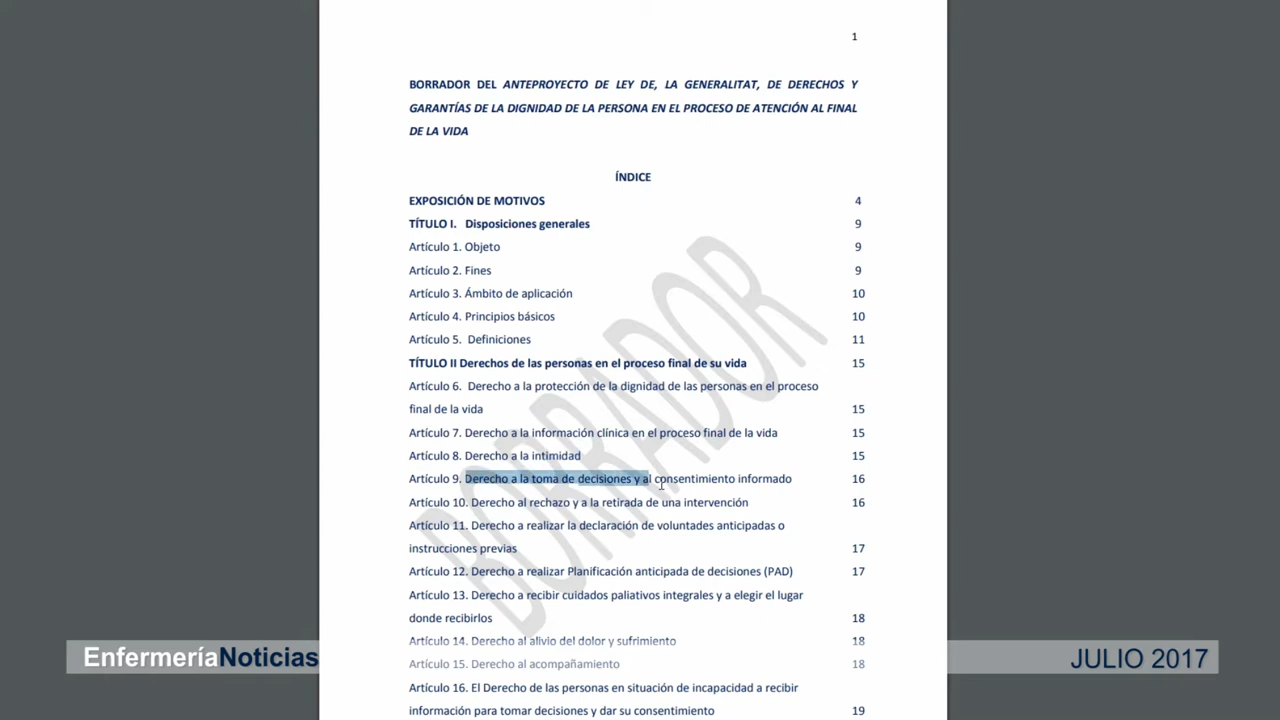 1
BORRADOR DEL ANTEPROYECTO DE LEY DE, LA GENERALITAT, DE DERECHOS Y
GARANTÍAS DE LA DIGNIDAD DE LA PERSONA EN EL PROCESO DE ATENCIÓN AL FINAL
DE LA VIDA
ÍNDICE
EXPOSICIÓN DE MOTIVOS 4
TÍTULO I. Disposiciones generales 9
Artículo 1. Objeto 9
Artículo 2. Fines 9
Artículo 3. Ámbito de aplicación 10
Artículo 4. Principios básicos 10
Artículo 5. Definiciones 11
TÍTULO II Derechos de las personas en el proceso final de su vida 15
Artículo 6. Derecho a la protección de la dignidad de las personas en el proceso
final de la vida 15
Artículo 7. Derecho a la información clínica en el proceso final de la vida 15
Artículo 8. Derecho a la intimidad 15
Artículo 9. Derecho a la toma de decisiones y al consentimiento informado 16
Artículo 10. Derecho al rechazo y a la retirada de una intervención 16
Artículo 11. Derecho a realizar la declaración de voluntades anticipadas o
instrucciones previas 17
Artículo 12. Derecho a realizar Planificación anticipada de decisiones (PAD) 17
Artículo 13. Derecho a recibir cuidados paliativos integrales y a elegir el lugar
donde recibirlos 18
Artículo 14. Derecho al alivio del dolor y sufrimiento 18
Artículo 15. Derecho al acompañamiento 18
Artículo 16. El Derecho de las personas en situación de incapacidad a recibir
información para tomar decisiones y dar su consentimiento 19
BORRADOR
EnfermeríaNoticias
JULIO 2017